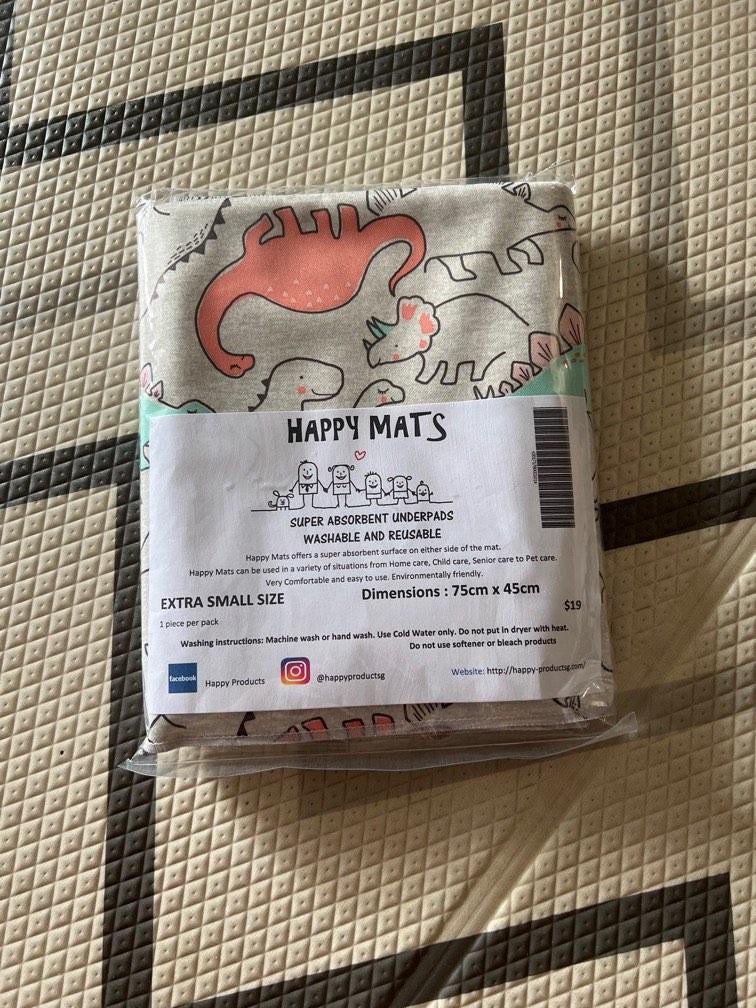 HAPPY MATS
SUPER ABSORBENT UNDERPADS
WASHABLE AND REUSABLE
Happy Mats offers a super absorbent surface on either side of the mat.
Happy Mats can be used in a variety of situations from Home care, Child care, Senior care to Pet care.
Very Comfortable and easy to use. Environmentally friendly.
EXTRA SMALL SIZE
Dimensions : 75cm x 45cm
1 piece per pack
$19
Washing instructions: Machine wash or hand wash. Use Cold Water only. Do not put in dryer with heat.
Do not use softener or bleach products
facebook
Happy Products
@happyproductsg
Website: http://happy-productsg.com/